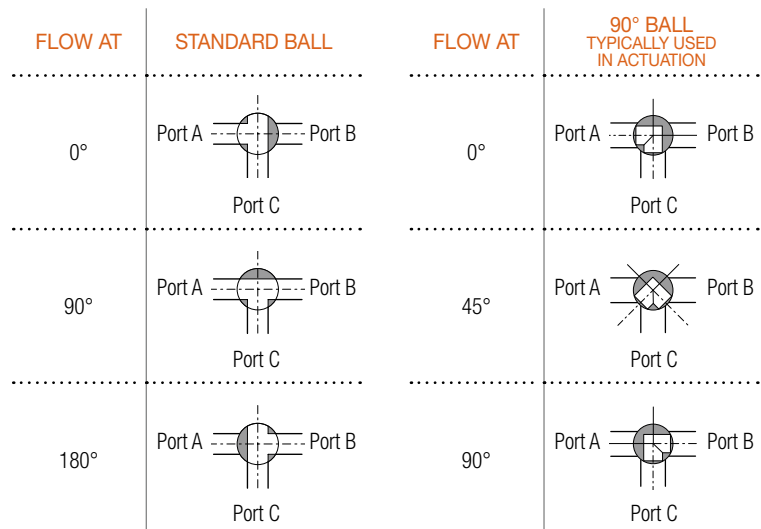 FLOW AT
STANDARD BALL
0°
Port A
Port B
Port C
90°
Port A
Port B
Port C
180°
Port A
Port B
Port C
FLOW AT
90° BALL
TYPICALLY USED
IN ACTUATION
0°
Port A
Port B
Port C
45°
Port A
Port B
Port C
90°
Port A
Port B
Port C